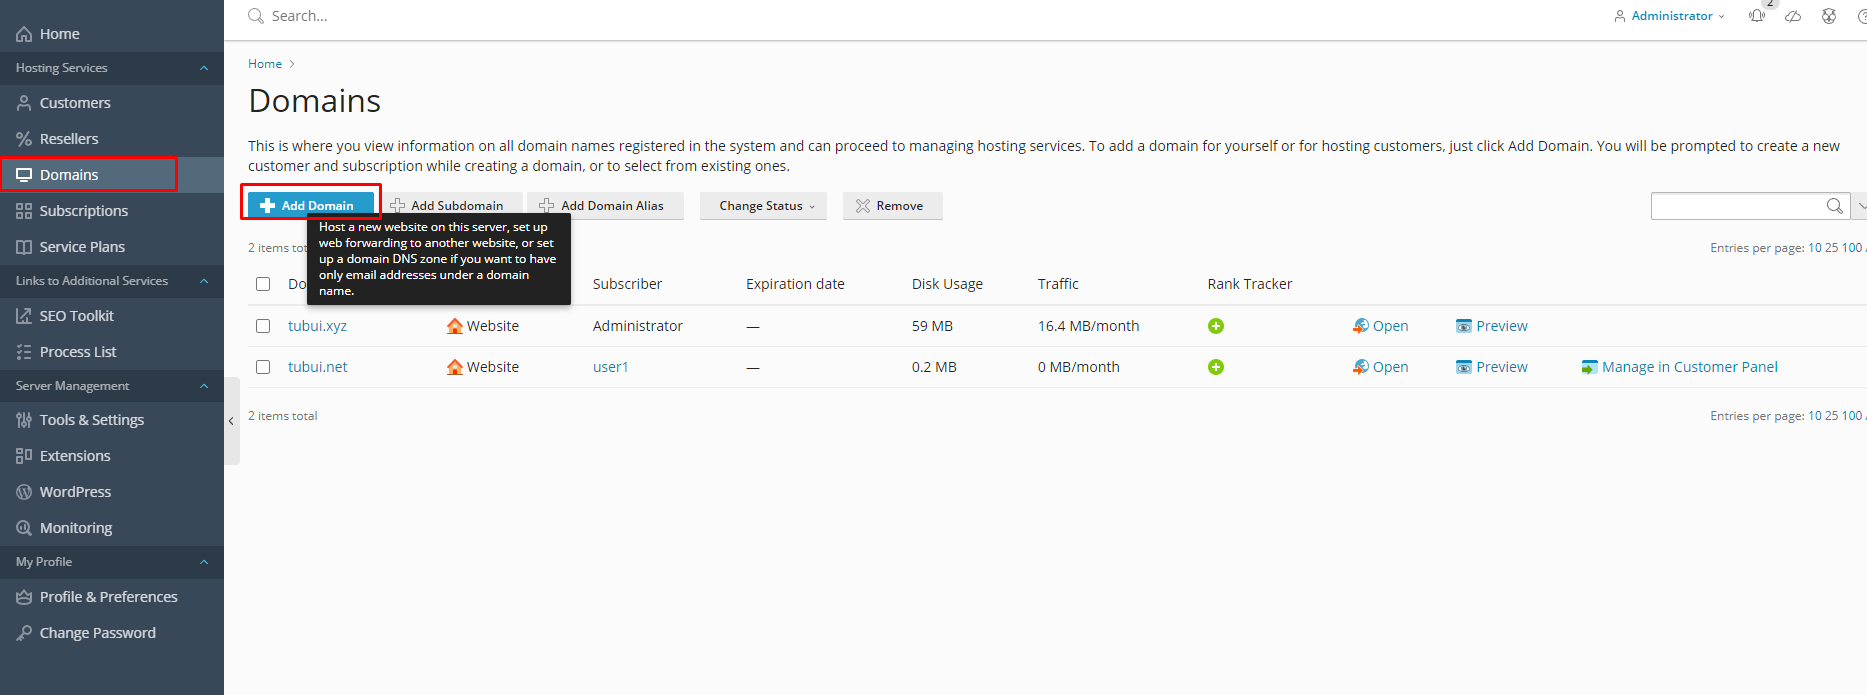 Search...
2
Administrator
Home
Hosting Services
Customers
Resellers
Domains
Subscriptions
Service Plans
Links to Additional Services
SEO Toolkit
Process List
Server Management
Tools & Settings
Extensions
WordPress
Monitoring
My Profile
Profile & Preferences
Change Password
Home >
Domains
This is where you view information on all domain names registered in the system and can proceed to managing hosting services. To add a domain for yourself or for hosting customers, just click Add Domain. You will be prompted to create a new
customer and subscription while creating a domain, or to select from existing ones.
Add Domain Add Subdomain Add Domain Alias Change Status Remove
Host a new website on this server, set up
web forwarding to another website, or set
up a domain DNS zone if you want to have
only email addresses under a domain
name.
2 items Entries per page: 10 25 100
Subscriber Expiration date Disk Usage Traffic Rank Tracker
tubui.xyz Website Administrator — 59 MB 16.4 MB/month Open Preview
tubui.net Website user1 — 0.2 MB 0 MB/month Open Preview Manage in Customer Panel
2 items total Entries per page: 10 25 100